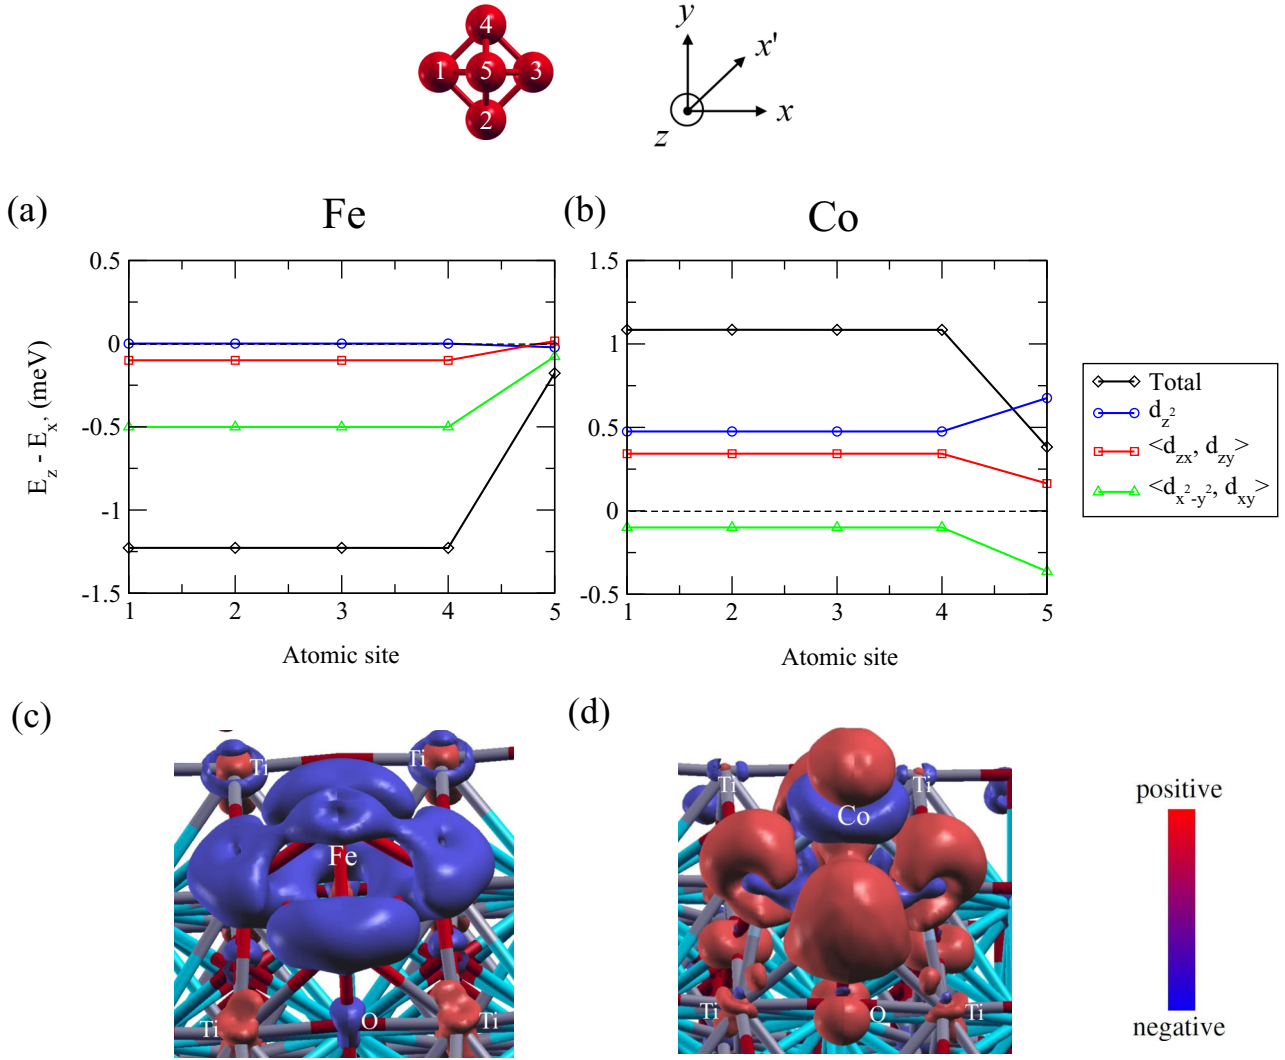 4
1 5 3
2
y
x'
x
z
(a)
Fe
(b)
Co
0.5
0
-0.5
-1
-1.5
E_z - E_x', (meV)
1 2 3 4 5
Atomic site
1.5
1
0.5
0
-0.5
1 2 3 4 5
Atomic site
Total
d_z²
<d_zx, d_zy>
<d_x²-y², d_xy>
(c)
Ti
Ti
Fe
Ti
O
Ti
(d)
Ti
Co
Ti
Ti
O
Ti
positive
negative